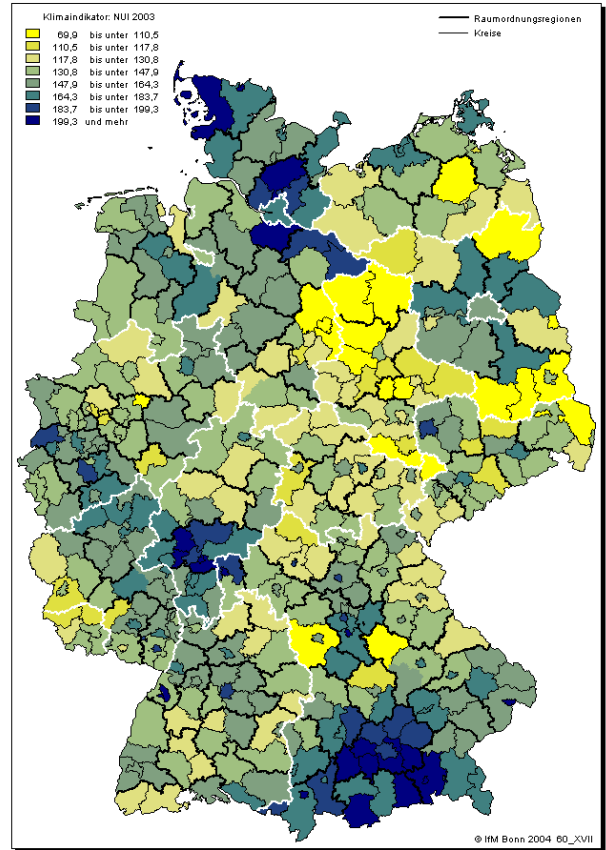 Klimaindikator: NUI 2003
69,9 bis unter 110,5
110,5 bis unter 117,8
117,8 bis unter 130,8
130,8 bis unter 147,9
147,9 bis unter 164,3
164,3 bis unter 183,7
183,7 bis unter 199,3
199,3 und mehr
Raumordnungsregionen
Kreise
© IfM Bonn 2004 60_XVII